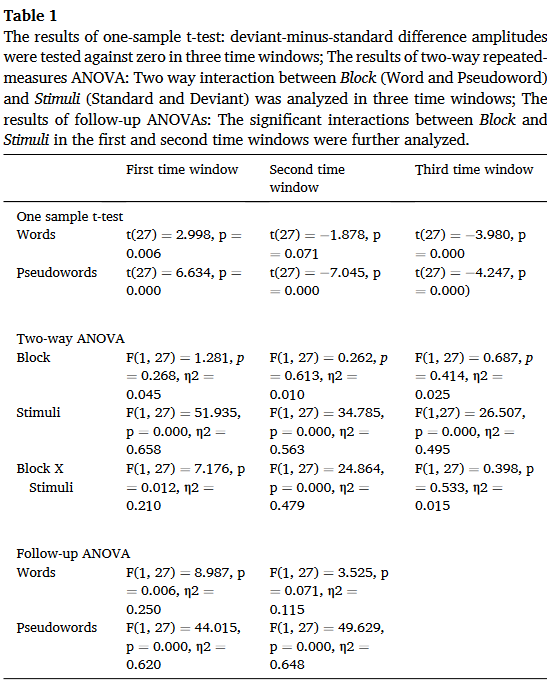 Table 1
The results of one-sample t-test: deviant-minus-standard difference amplitudes
were tested against zero in three time windows; The results of two-way repeated-
measures ANOVA: Two way interaction between Block (Word and Pseudoword)
and Stimuli (Standard and Deviant) was analyzed in three time windows; The
results of follow-up ANOVAs: The significant interactions between Block and
Stimuli in the first and second time windows were further analyzed.
First time window Second time Third time window
window
One sample t-test
Words t(27) = 2.998, p = t(27) = −1.878, p t(27) = −3.980, p =
0.006 = 0.071 0.000
Pseudowords t(27) = 6.634, p = t(27) = −7.045, p t(27) = −4.247, p =
0.000 = 0.000 0.000)
Two-way ANOVA
Block F(1, 27) = 1.281, p F(1, 27) = 0.262, p F(1, 27) = 0.687, p
= 0.268, η2 = = 0.613, η2 = = 0.414, η2 =
0.045 0.010 0.025
Stimuli F(1, 27) = 51.935, F(1, 27) = 34.785, F(1,27) = 26.507,
p = 0.000, η2 = p = 0.000, η2 = p = 0.000, η2 =
0.658 0.563 0.495
Block X F(1, 27) = 7.176, p F(1, 27) = 24.864, F(1, 27) = 0.398, p
Stimuli = 0.012, η2 = p = 0.000, η2 = = 0.533, η2 =
0.210 0.479 0.015
Follow-up ANOVA
Words F(1, 27) = 8.987, p F(1, 27) = 3.525, p
= 0.006, η2 = = 0.071, η2 =
0.250 0.115
Pseudowords F(1, 27) = 44.015, F(1, 27) = 49.629,
p = 0.000, η2 = p = 0.000, η2 =
0.620 0.648